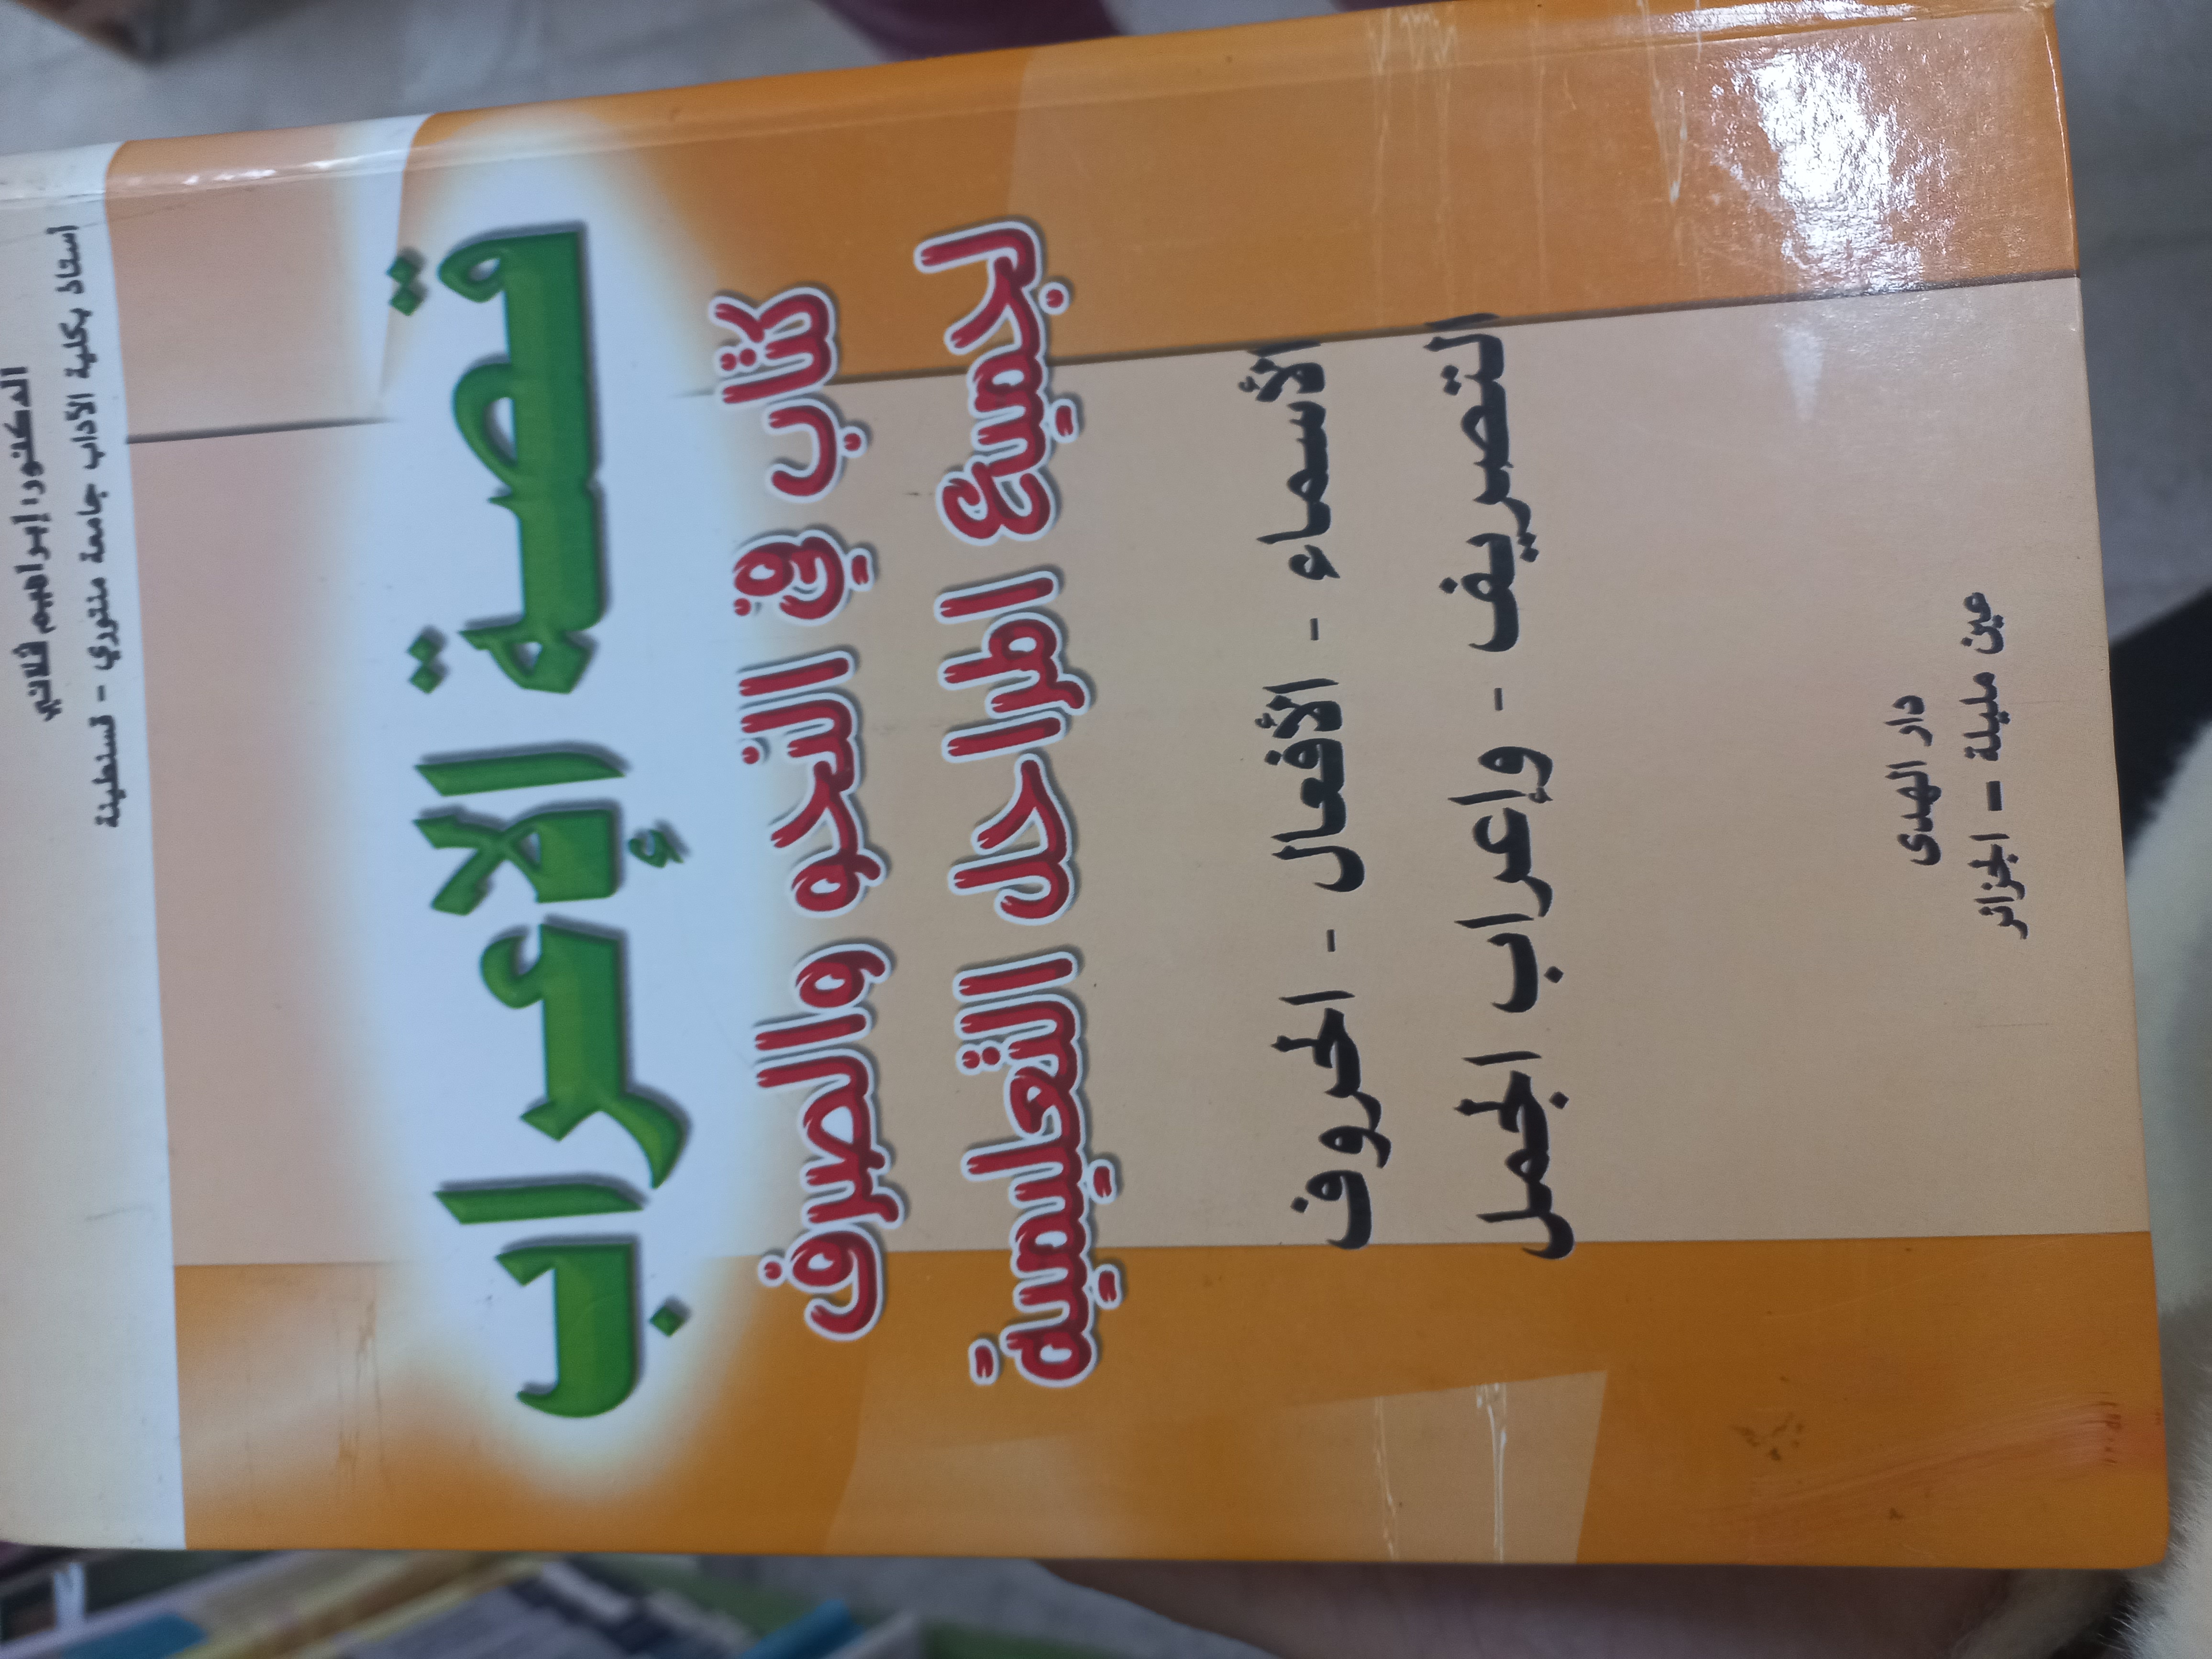 الدكتور: إبراهيم قلاتي
أستاذ بكلية الآداب جامعة منتوري - قسنطينة
قصة الإعراب
كتاب في النحو والصرف
لجميع المراحل التعليمية
الأسماء - الأفعال - الحروف
التصريف - وإعراب الجمل
دار الهدى
عين مليلة - الجزائر